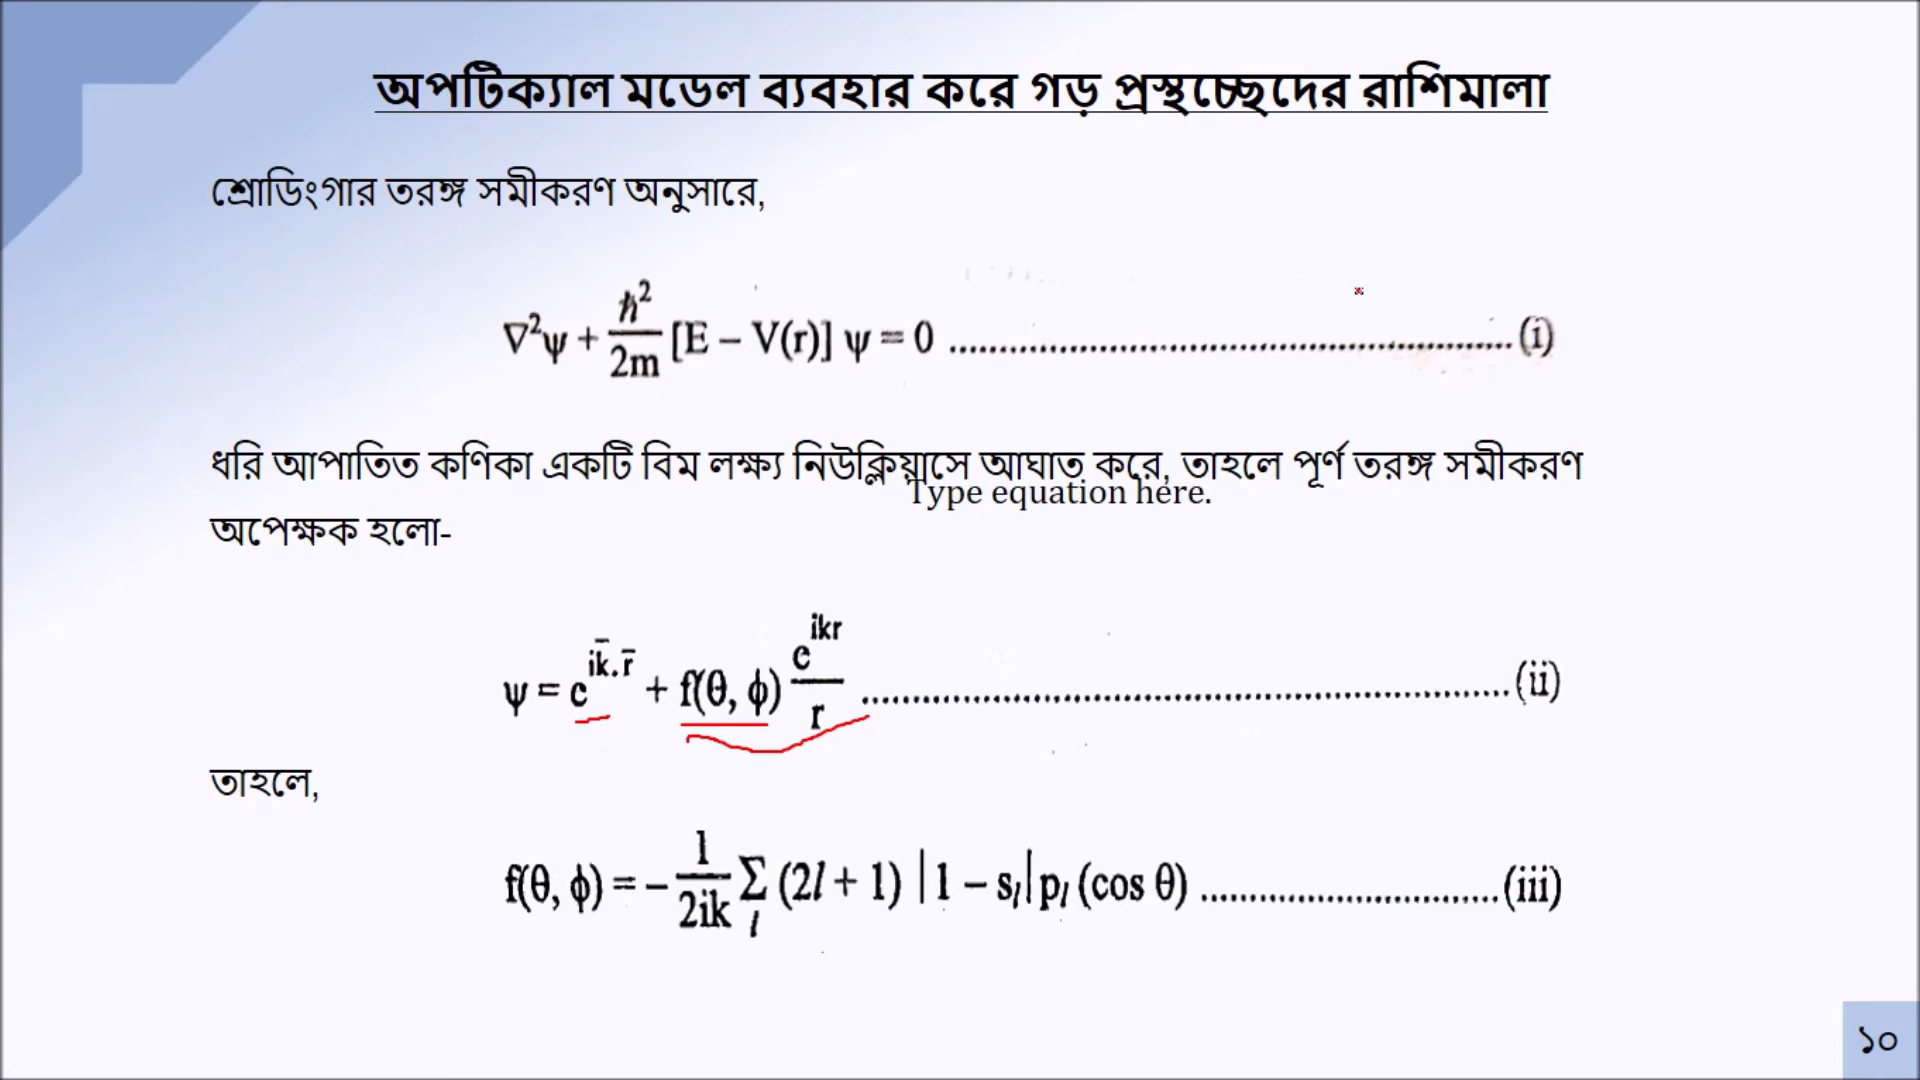 অপটিক্যাল মডেল ব্যবহার করে গড় প্রস্থচ্ছেদের রাশিমালা
শ্রোডিংগার তরঙ্গ সমীকরণ অনুসারে,
∇²ψ + ℏ²/2m [E – V(r)] ψ = 0 ........................................................ (i)
ধরি আপাতিত কণিকা একটি বিম লক্ষ্য নিউক্লিয়াসে আঘাত করে, তাহলে পূর্ণ তরঙ্গ সমীকরণ
Type equation here.
অপেক্ষক হলো-
ψ = e^{ik̄.r̄} + f(θ, ϕ) e^{ikr}/r ................................................................ (ii)
তাহলে,
f(θ, ϕ) = – 1/2ik Σ_l (2l + 1) |1 – s_l| p_l (cos θ) .............................. (iii)
১০